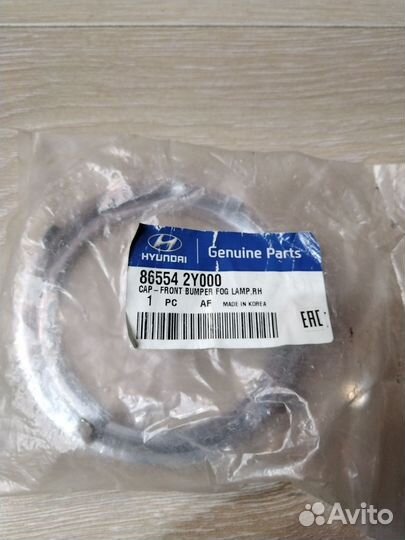 HYUNDAI
Genuine Parts
86554 2Y000
CAP-FRONT BUMPER FOG LAMP,RH
1 PC AF MADE IN KOREA
EAC
Avito